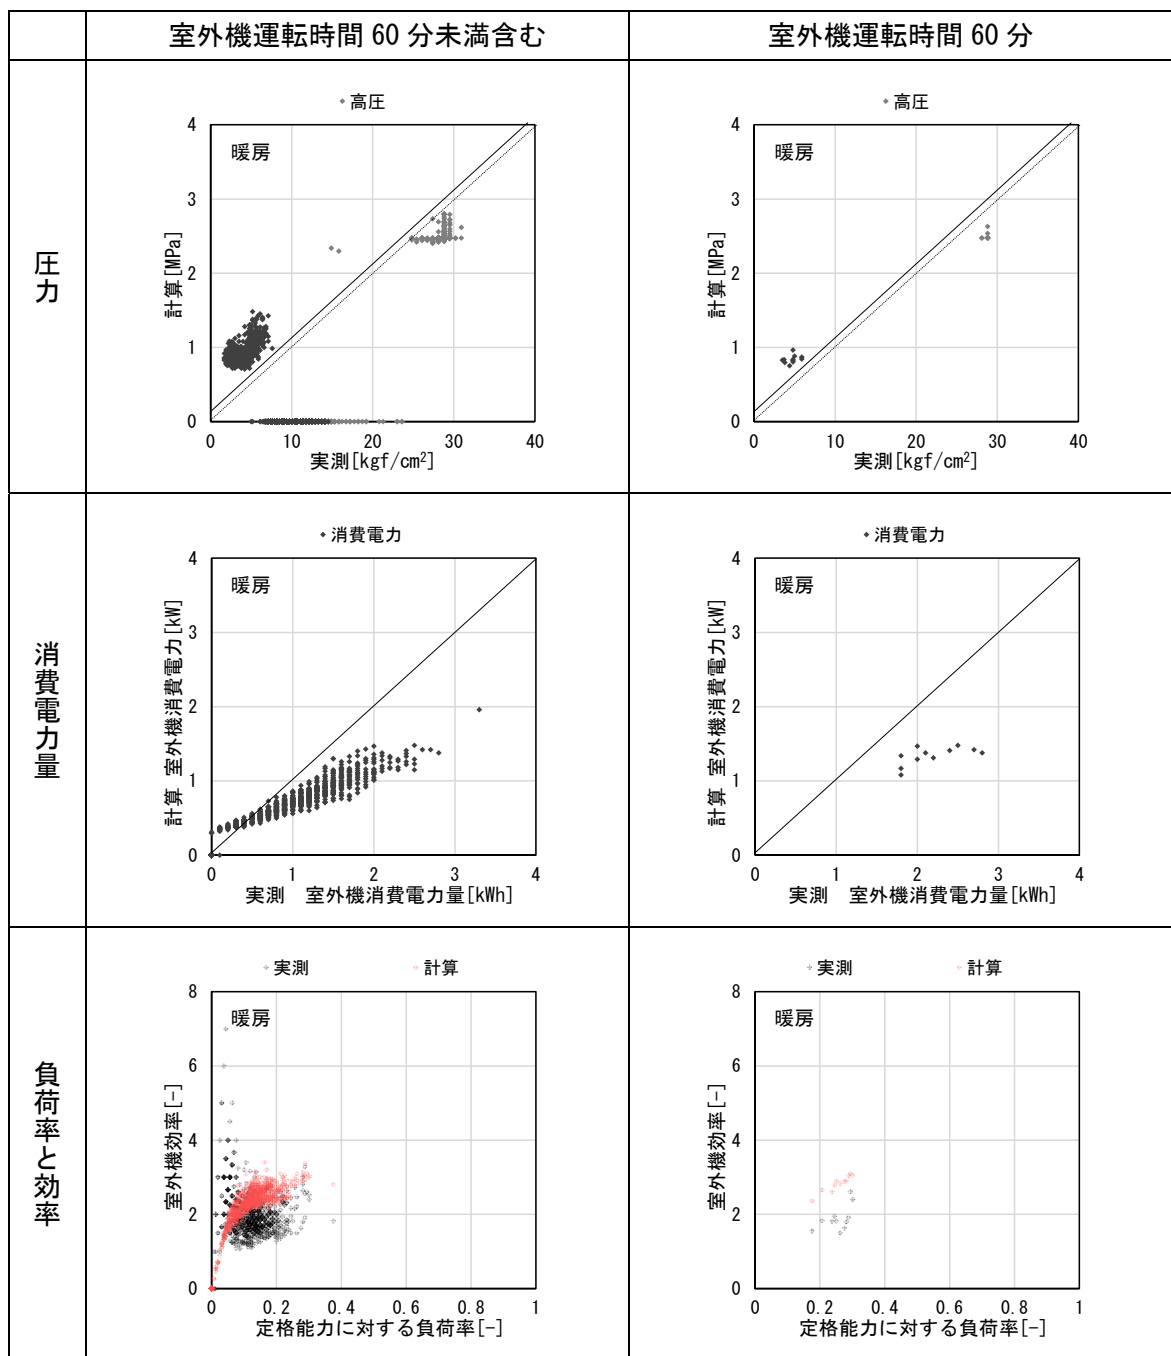 室外機運転時間 60 分未満含む
室外機運転時間 60 分
圧力
高圧
暖房
計算[MPa]
4
3
2
1
0
0 10 20 30 40
実測[kgf/cm²]
高圧
暖房
計算[MPa]
4
3
2
1
0
0 10 20 30 40
実測[kgf/cm²]
消費電力量
消費電力
暖房
計算 室外機消費電力[kW]
4
3
2
1
0
0 1 2 3 4
実測 室外機消費電力量[kWh]
消費電力
暖房
計算 室外機消費電力[kW]
4
3
2
1
0
0 1 2 3 4
実測 室外機消費電力量[kWh]
負荷率と効率
実測 計算
暖房
室外機効率[-]
8
6
4
2
0
0 0.2 0.4 0.6 0.8 1
定格能力に対する負荷率[-]
実測 計算
暖房
室外機効率[-]
8
6
4
2
0
0 0.2 0.4 0.6 0.8 1
定格能力に対する負荷率[-]